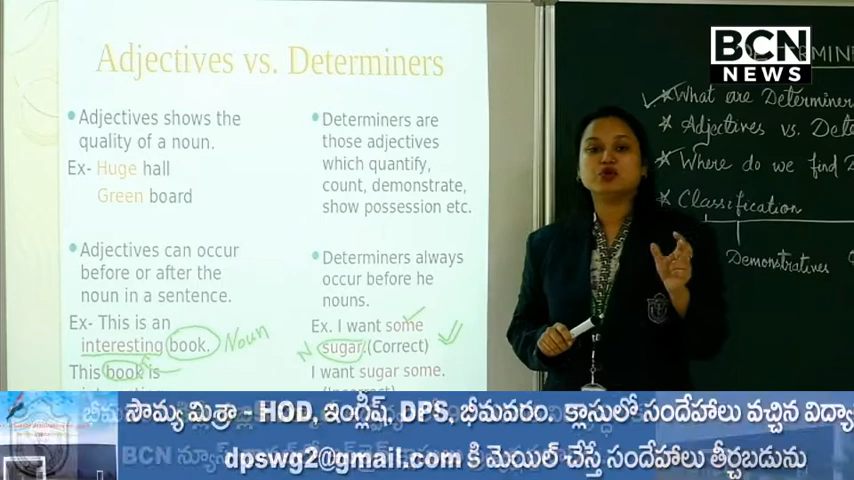 Adjectives vs. Determiners
Adjectives shows the
quality of a noun.
Ex- Huge hall
Green board
Adjectives can occur
before or after the
noun in a sentence.
Ex- This is an
interesting book. Noun
This book is
Determiners are
those adjectives
which quantify,
count, demonstrate,
show possession etc.
Determiners always
occur before he
nouns.
Ex. I want some
N sugar.(Correct)
I want sugar some.
BCN
NEWS
What are Determiner
Adjectives vs. Dete
Where do we find D
Classification
Demonstratives
సౌమ్య మిశ్రా - HOD, ఇంగ్లీష్, DPS, భీమవరం. క్లాసులో సందేహాలు వచ్చిన విద్యా
dpswg2@gmail.com కి మెయిల్ చేస్తే సందేహాలు తీర్చబడును